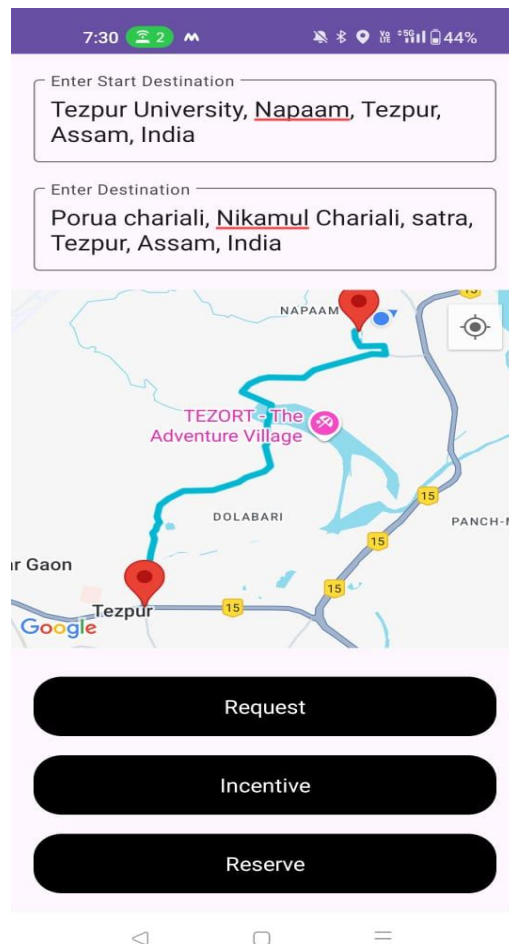 7:30 2 44%
Enter Start Destination
Tezpur University, Napaam, Tezpur,
Assam, India
Enter Destination
Porua chariali, Nikamul Chariali, satra,
Tezpur, Assam, India
NAPAAM
TEZORT - The
Adventure Village
15
DOLABARI
PANCH-
15
r Gaon
15
Tezpur
15
Google
Request
Incentive
Reserve